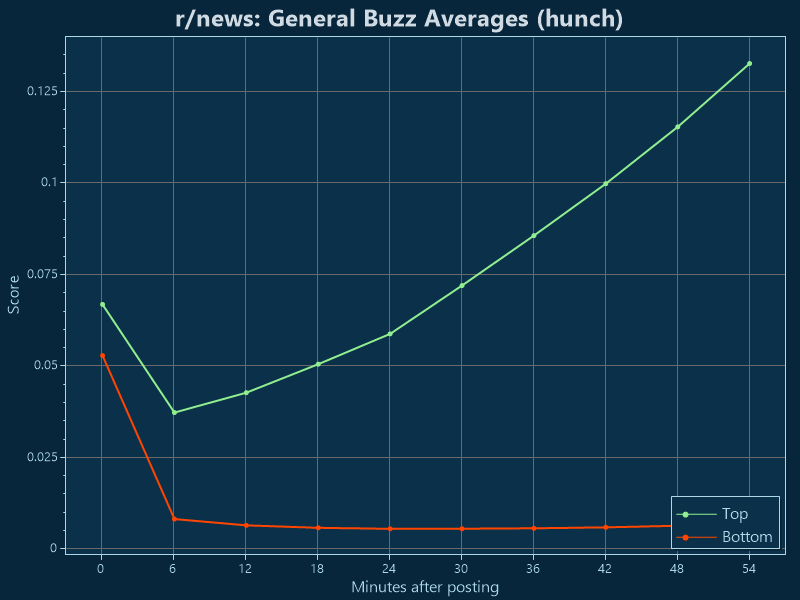 r/news: General Buzz Averages (hunch)
0.125
0.1
0.075
0.05
0.025
0
Score
Top
Bottom
0 6 12 18 24 30 36 42 48 54
Minutes after posting